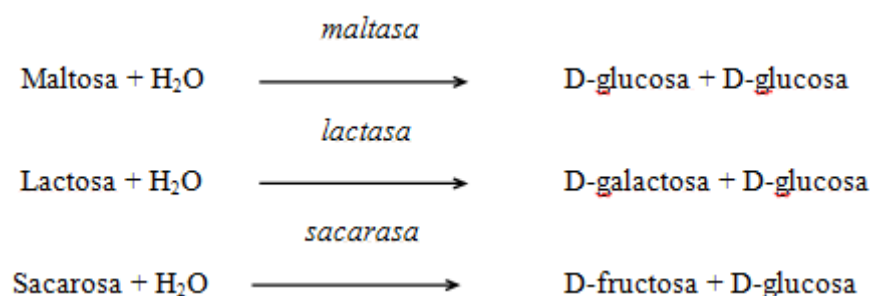 maltasa
Maltosa + H₂O D-glucosa + D-glucosa
lactasa
Lactosa + H₂O D-galactosa + D-glucosa
sacarasa
Sacarosa + H₂O D-fructosa + D-glucosa